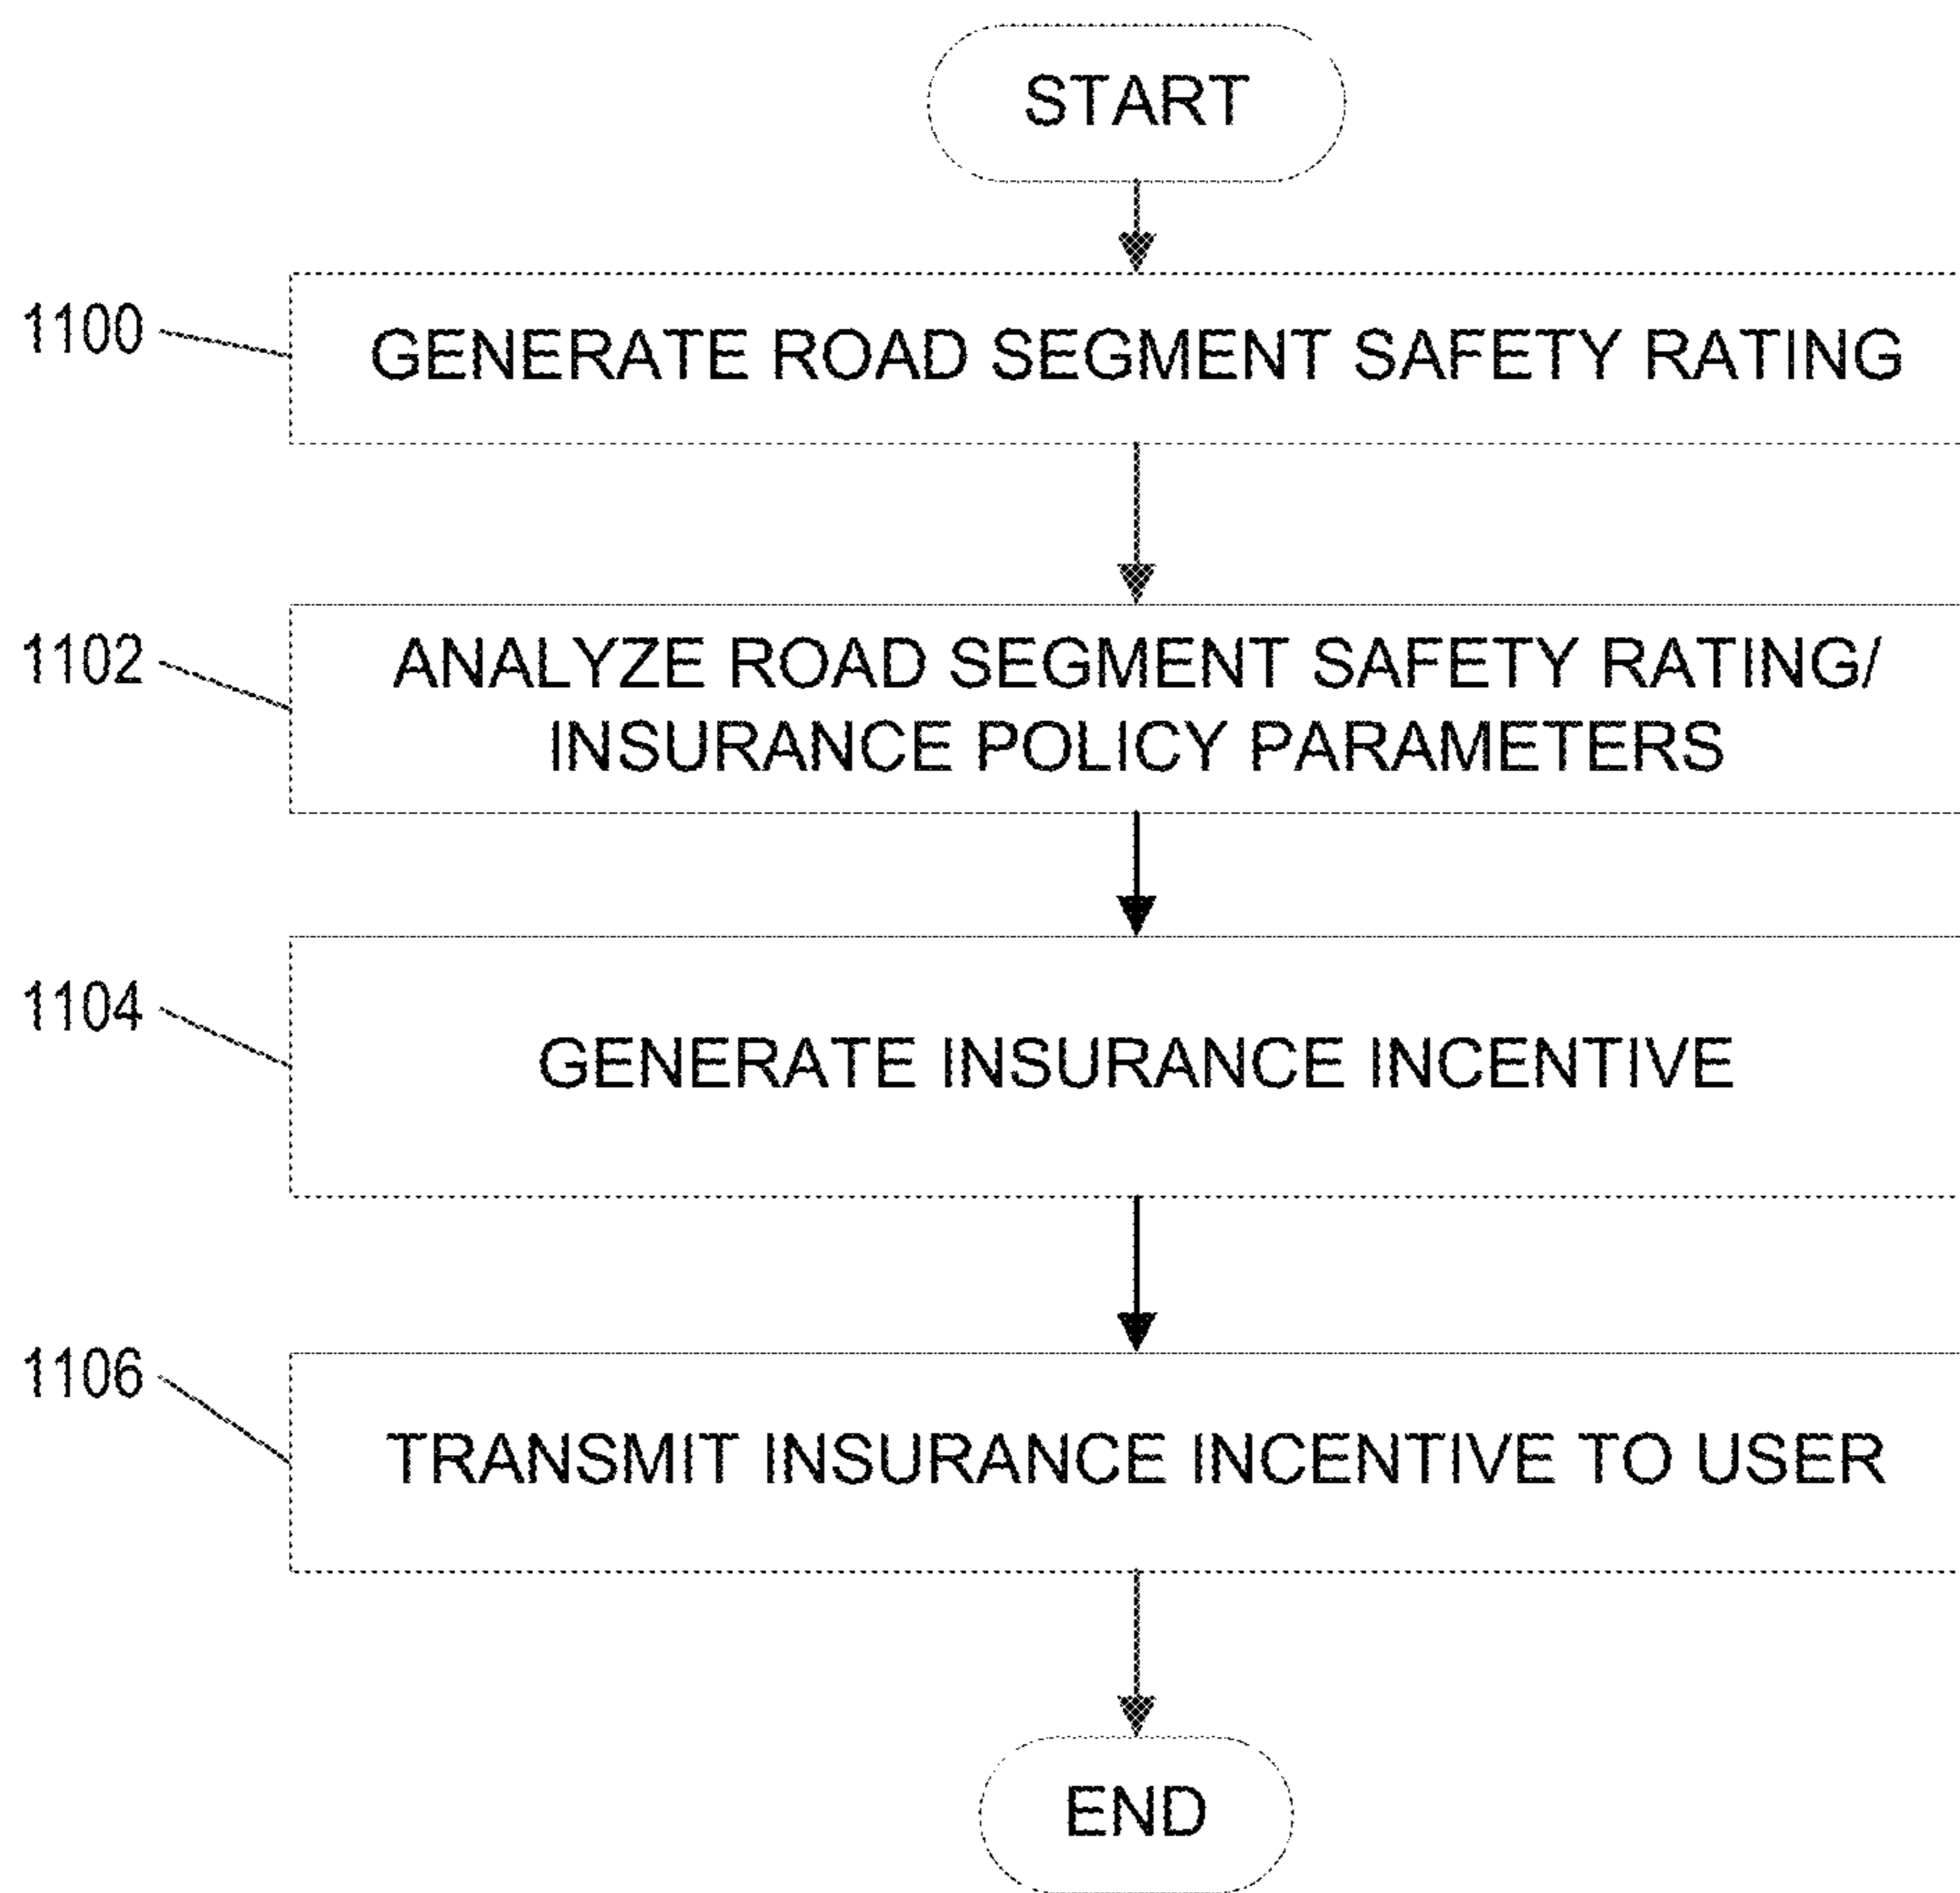 START
1100
GENERATE ROAD SEGMENT SAFETY RATING
1102
ANALYZE ROAD SEGMENT SAFETY RATING/
INSURANCE POLICY PARAMETERS
1104
GENERATE INSURANCE INCENTIVE
1106
TRANSMIT INSURANCE INCENTIVE TO USER
END